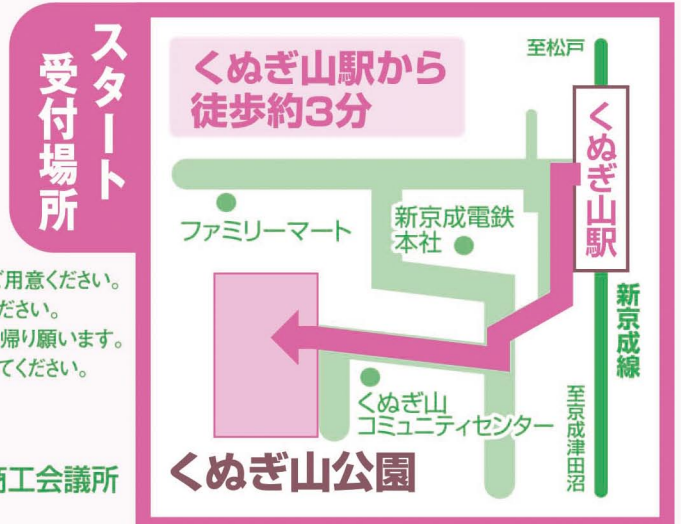 スタート
受付場所
くぬぎ山駅から
徒歩約3分
至松戸
くぬぎ山駅
ファミリーマート
新京成電鉄
本社
新京成線
至京成津田沼
くぬぎ山
コミュニティセンター
くぬぎ山公園
ご用意ください。
ださい。
帰り願います。
てください。
商工会議所